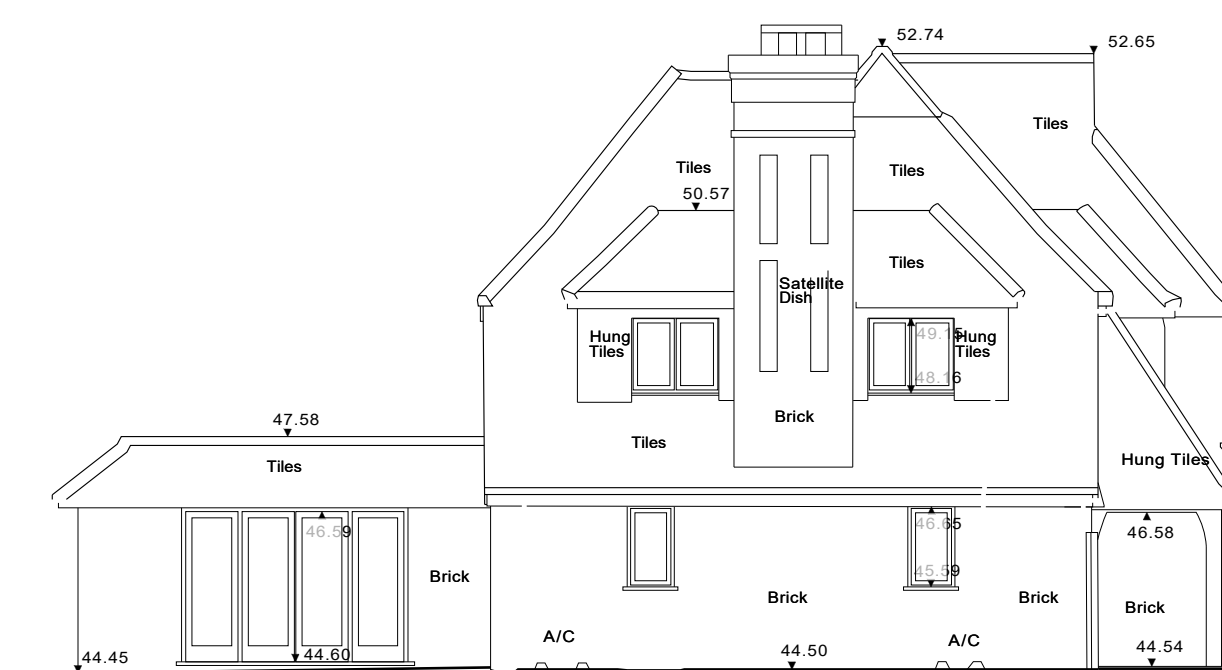 52.74
52.65
Tiles
Tiles
Tiles
50.57
Tiles
Satellite
Dish
Hung
Tiles
49.15
Hung
Tiles
48.16
Brick
47.58
Tiles
Tiles
Hung Tiles
46.59
46.65
46.58
Brick
45.59
Brick
Brick
Brick
A/C
A/C
44.45
44.60
44.50
44.54